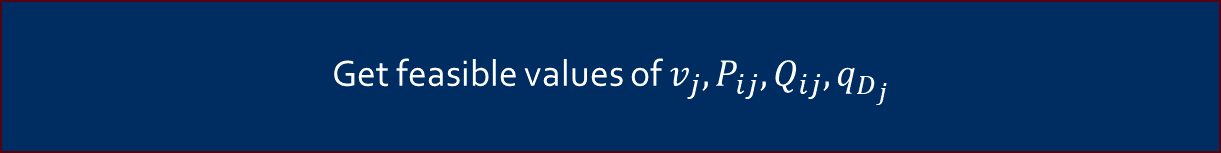 Get feasible values of $v_j, P_{ij}, Q_{ij}, q_{D_j}$